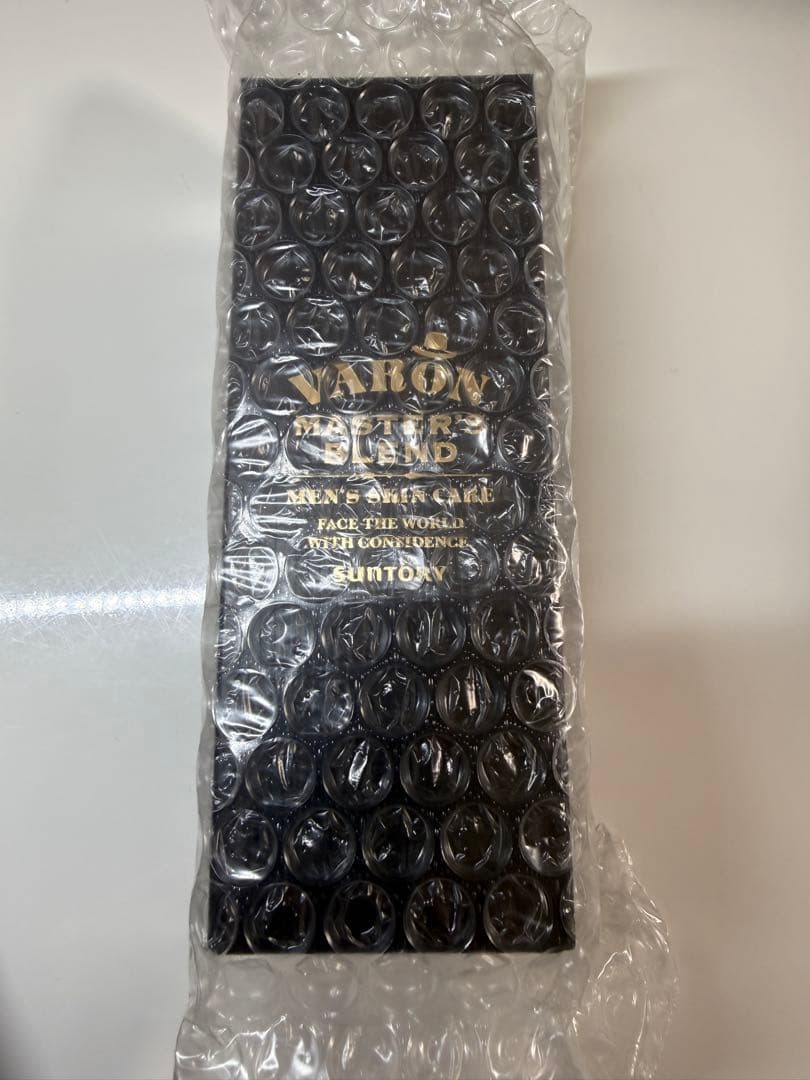 VARON
MASTER'S
BLEND
MEN'S SKIN CARE
FACE THE WORLD
WITH CONFIDENCE
SUNTORY